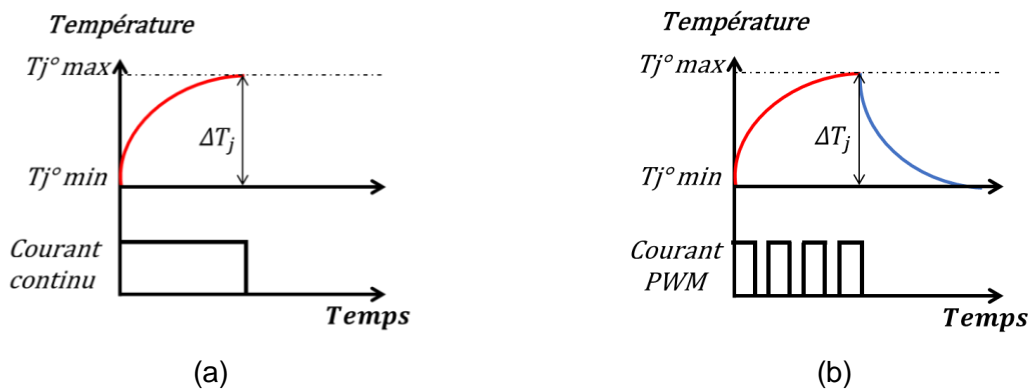 Température
Tj° max
ΔTj
Tj° min
Courant
continu
Temps
(a)
Température
Tj° max
ΔTj
Tj° min
Courant
PWM
Temps
(b)